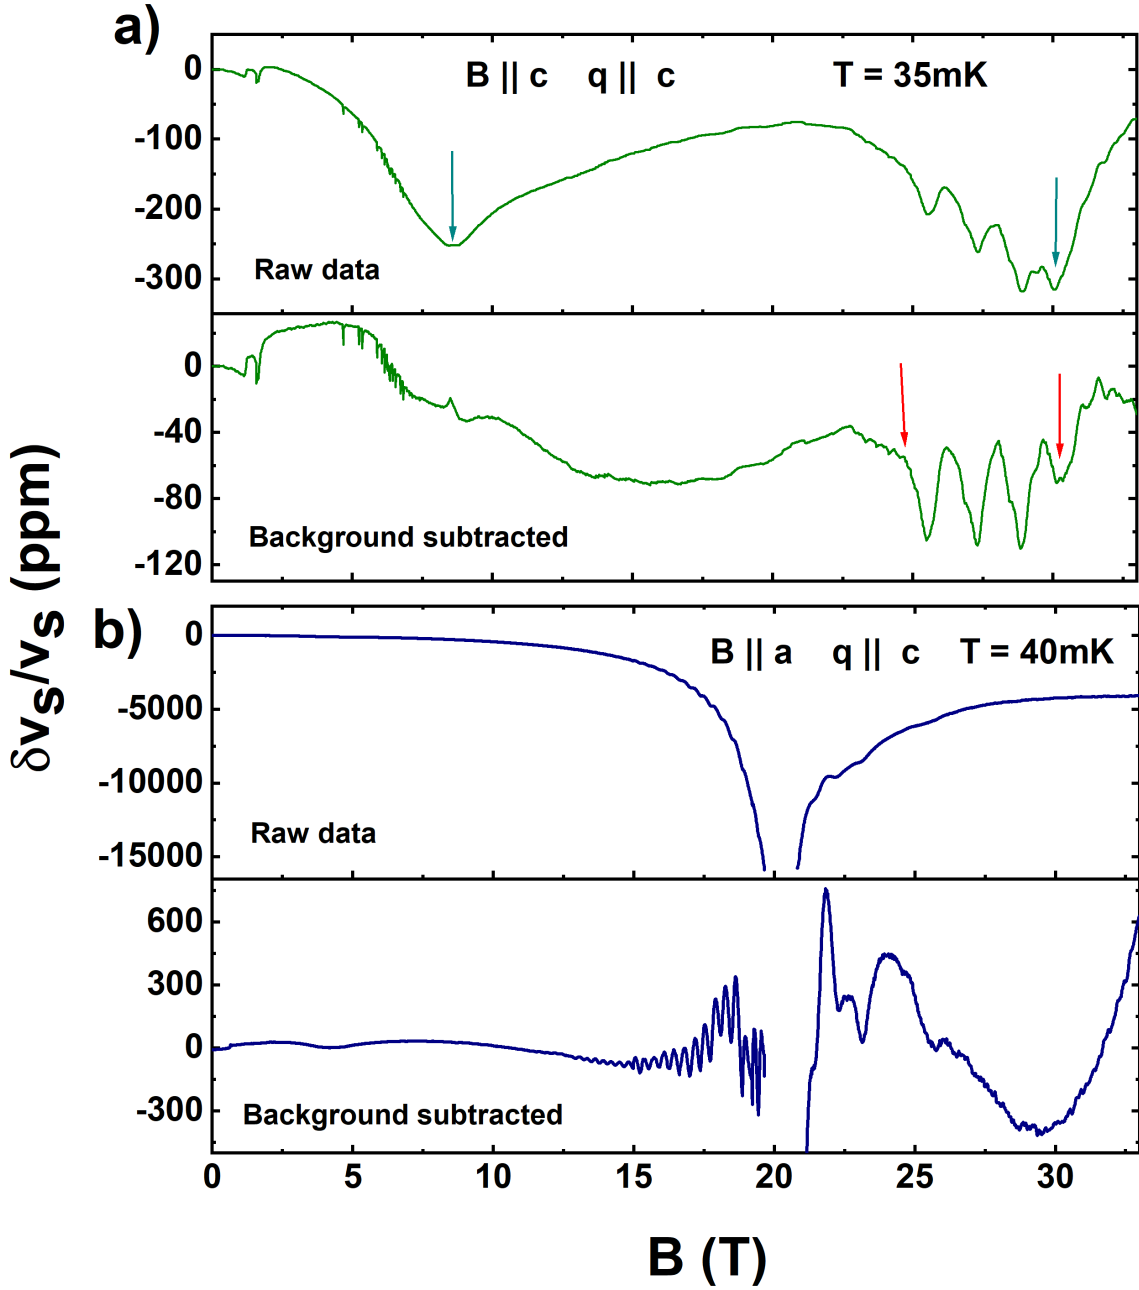 a)
B || c q || c T = 35mK
0
-100
-200
-300
Raw data
0
-40
-80
-120
Background subtracted
δvs/vs (ppm)
b)
B || a q || c T = 40mK
0
-5000
-10000
-15000
Raw data
600
300
0
-300
Background subtracted
0 5 10 15 20 25 30
B (T)